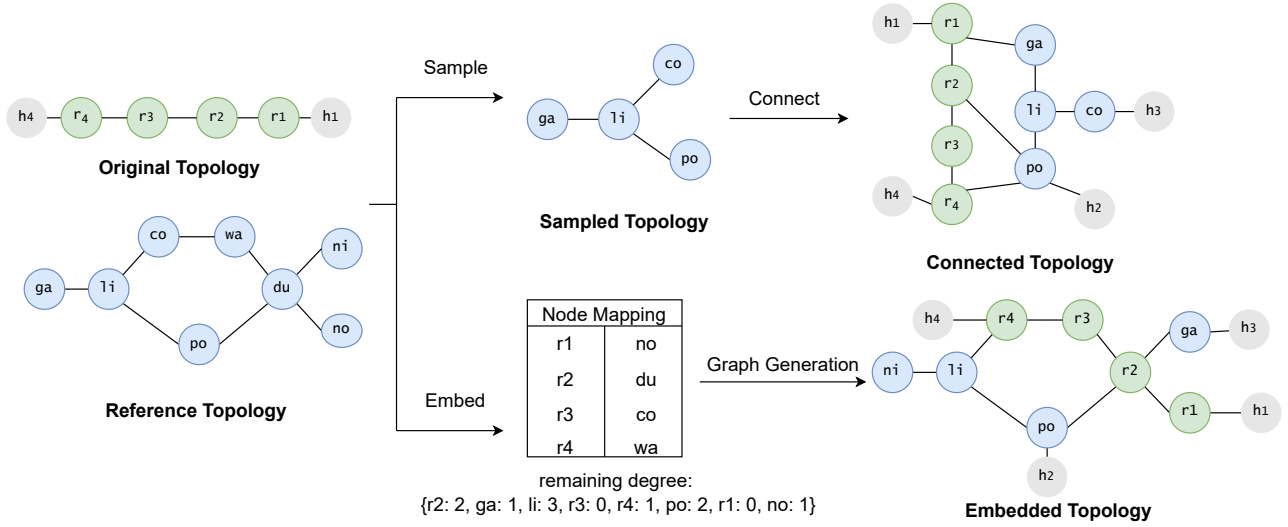 h4
r4
r3
r2
r1
h1
Original Topology
ga
li
co
wa
po
du
ni
no
Reference Topology
Sample
ga
li
co
po
Sampled Topology
Connect
h1
r1
ga
r2
li
co
h3
r3
po
h4
r4
h2
Connected Topology
Embed
Node Mapping
r1 no
r2 du
r3 co
r4 wa
remaining degree:
{r2: 2, ga: 1, li: 3, r3: 0, r4: 1, po: 2, r1: 0, no: 1}
Graph Generation
h4
r4
r3
ga
h3
ni
li
r2
r1
h1
po
h2
Embedded Topology